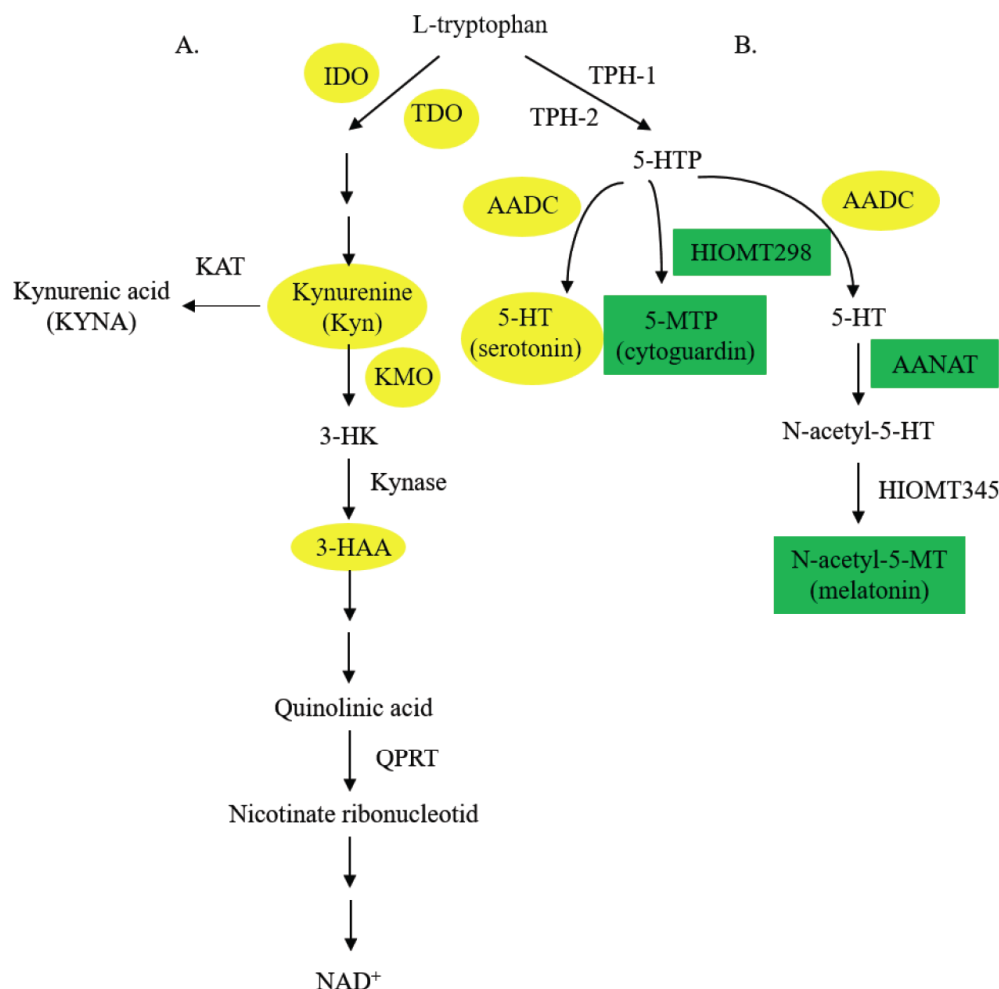 L-tryptophan
A.
B.
IDO
TDO
TPH-1
TPH-2
5-HTP
AADC
AADC
HIOMT298
KAT
Kynurenic acid
(KYNA)
Kynurenine
(Kyn)
5-HT
(serotonin)
5-MTP
(cytoguardin)
5-HT
AANAT
KMO
3-HK
N-acetyl-5-HT
Kynase
HIOMT345
3-HAA
N-acetyl-5-MT
(melatonin)
Quinolinic acid
QPRT
Nicotinate ribonucleotid
NAD⁺